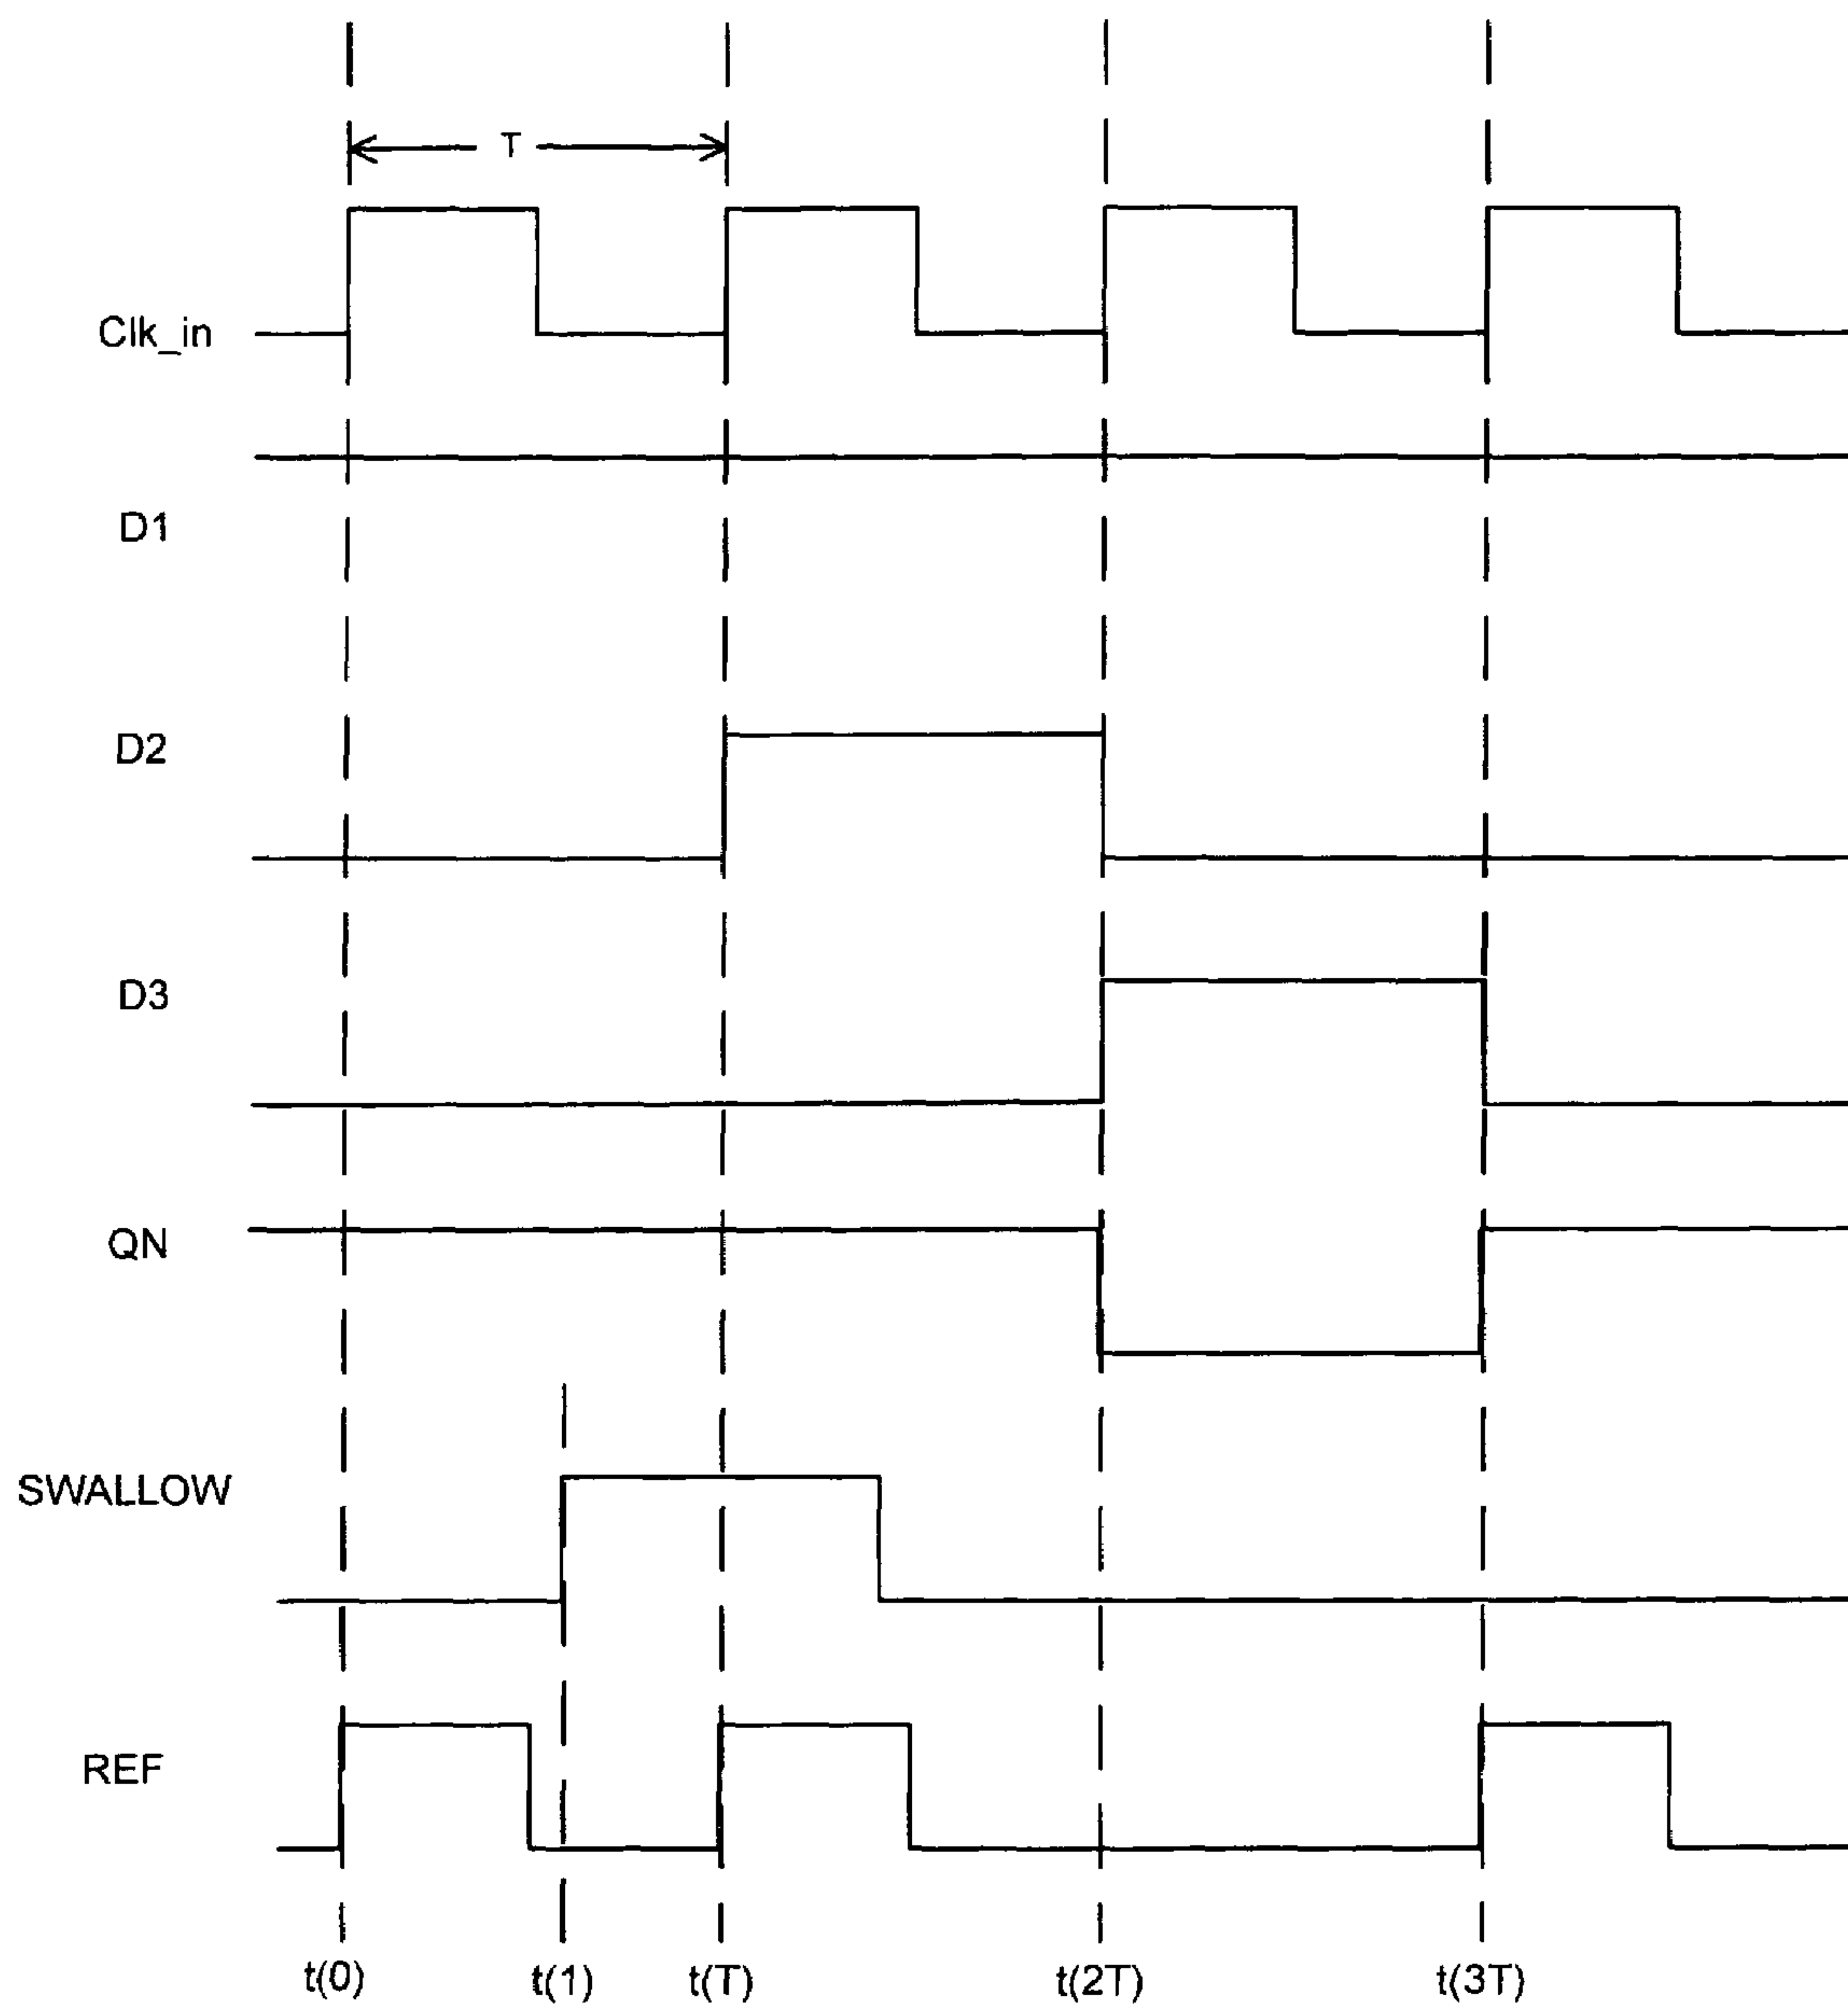 T
Clk_in
D1
D2
D3
QN
SWALLOW
REF
t(0) t(1) t(T) t(2T) t(3T)